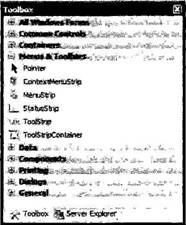 Toolbox
All Windows Forms
Common Controls
Containers
Menus & Toolbars
Pointer
ContextMenuStrip
MenuStrip
StatusStrip
ToolStrip
ToolStripContainer
Data
Components
Printing
Dialogs
General
Toolbox Server Explorer